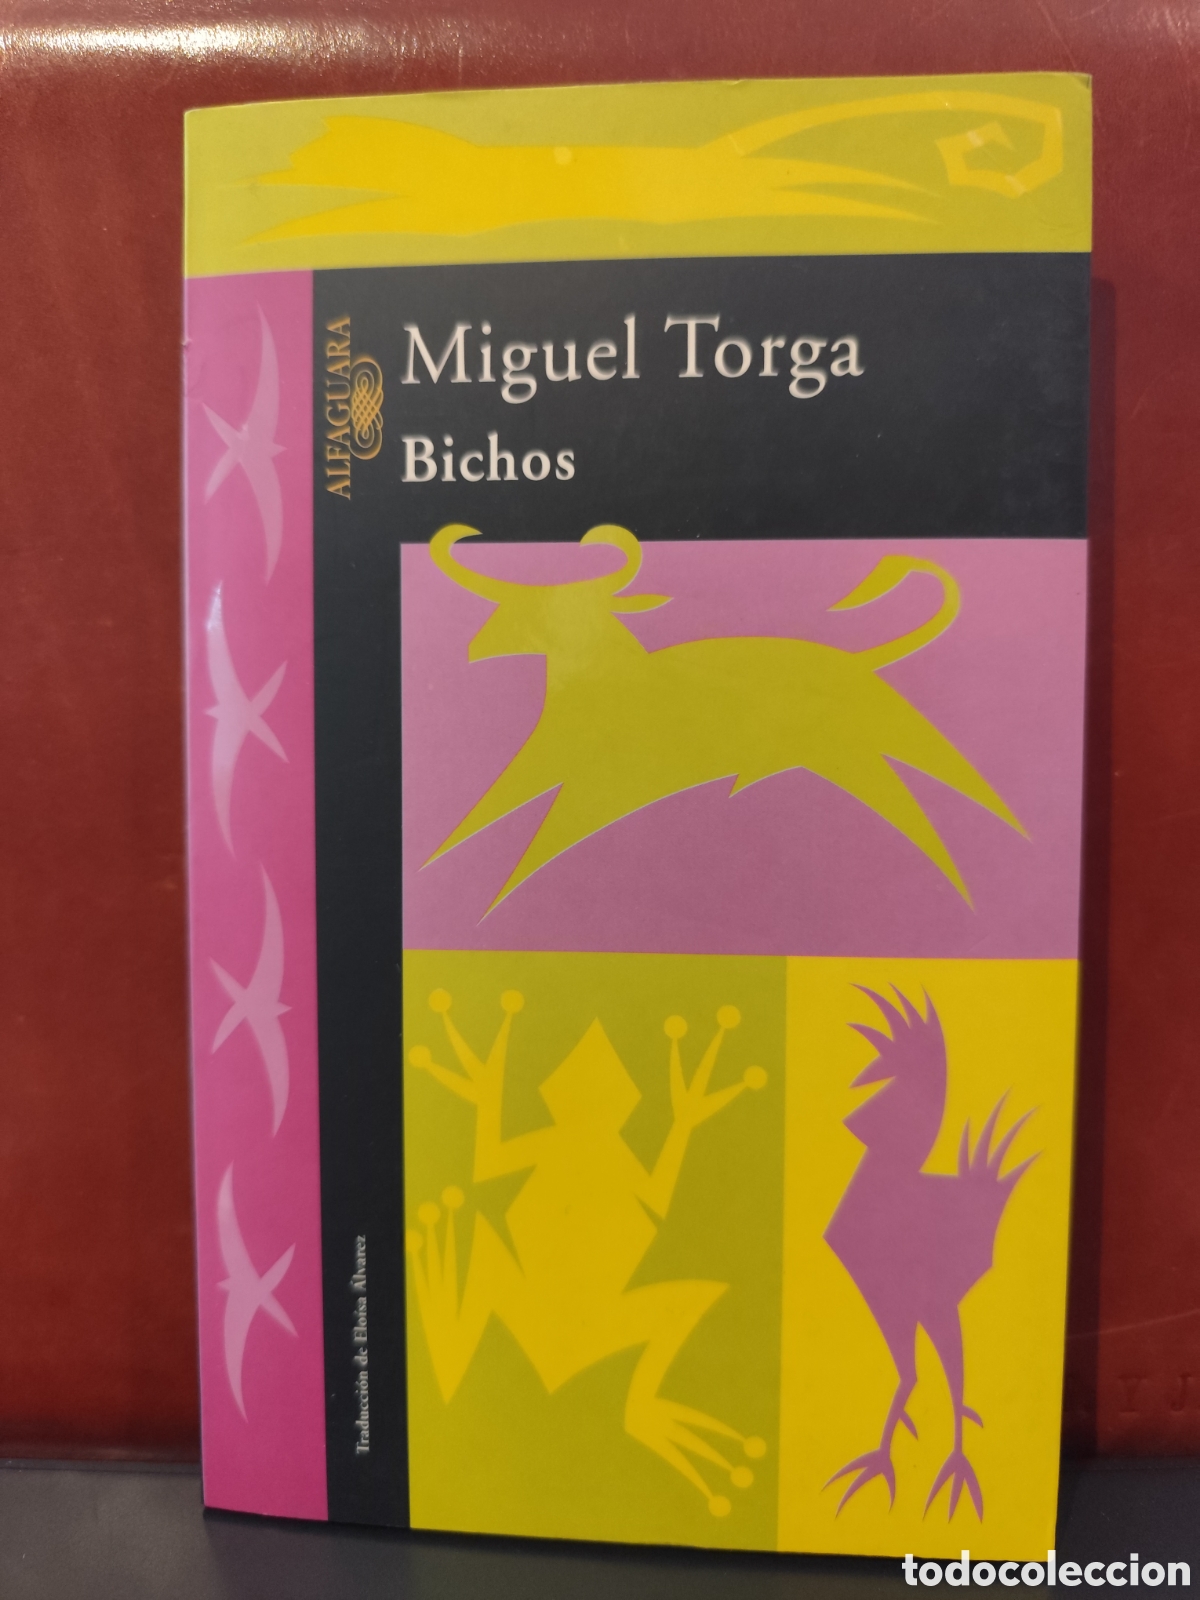 ALFAGUARA
Miguel Torga
Bichos
Traducción de Eloísa Álvarez
todocoleccion